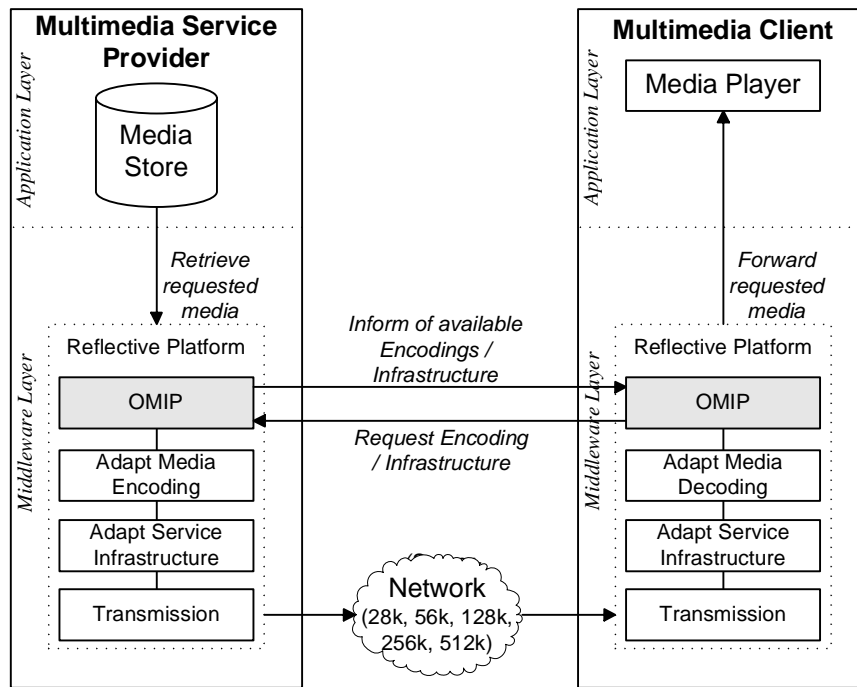 Multimedia Service
Provider
Application Layer
Media
Store
Retrieve
requested
media
Middleware Layer
Reflective Platform
OMIP
Adapt Media
Encoding
Adapt Service
Infrastructure
Transmission
Inform of available
Encodings /
Infrastructure
Request Encoding
/ Infrastructure
Network
(28k, 56k, 128k,
256k, 512k)
Multimedia Client
Application Layer
Media Player
Forward
requested
media
Middleware Layer
Reflective Platform
OMIP
Adapt Media
Decoding
Adapt Service
Infrastructure
Transmission